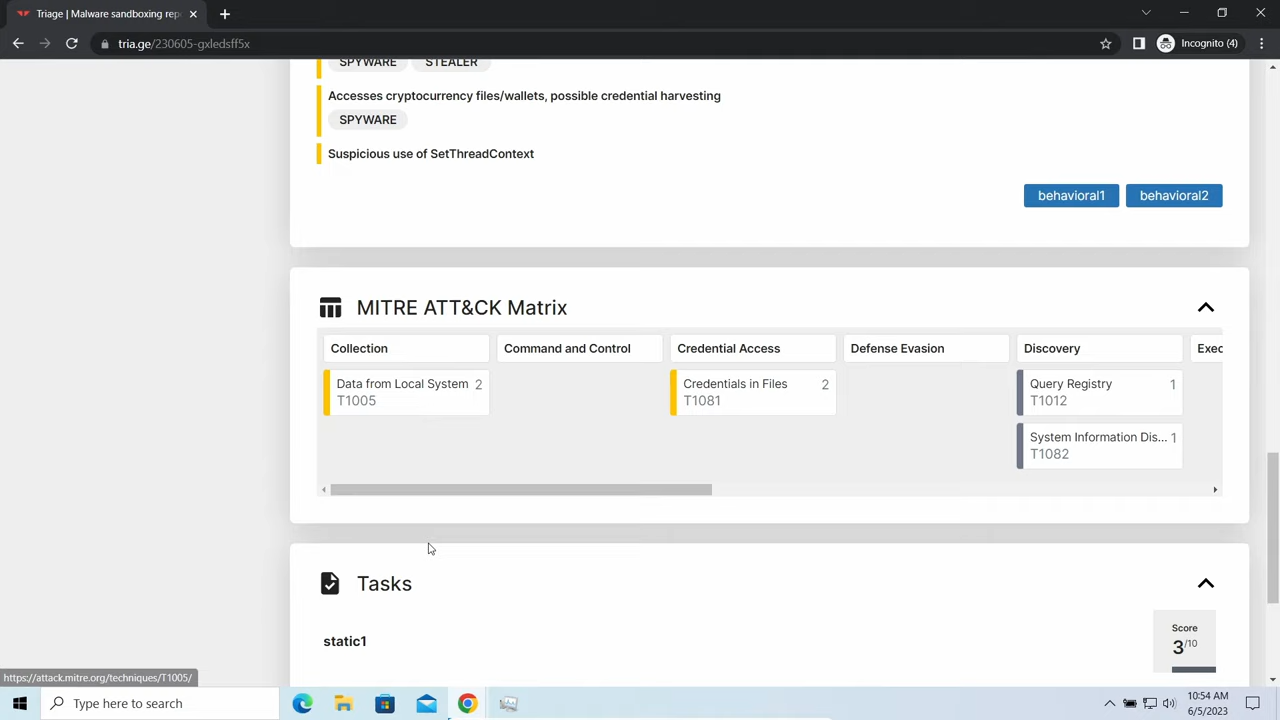 Triage | Malware sandboxing rep
tria.ge/230605-gxledsff5x
Incognito (4)
SPYWARE STEALER
Accesses cryptocurrency files/wallets, possible credential harvesting
SPYWARE
Suspicious use of SetThreadContext
behavioral1 behavioral2
MITRE ATT&CK Matrix
Collection Command and Control Credential Access Defense Evasion Discovery Exec
Data from Local System 2 Credentials in Files 2 Query Registry 1
T1005 T1081 T1012
System Information Dis... 1
T1082
Tasks
static1
Score
3/10
https://attack.mitre.org/techniques/T1005/
Type here to search
10:54 AM
6/5/2023